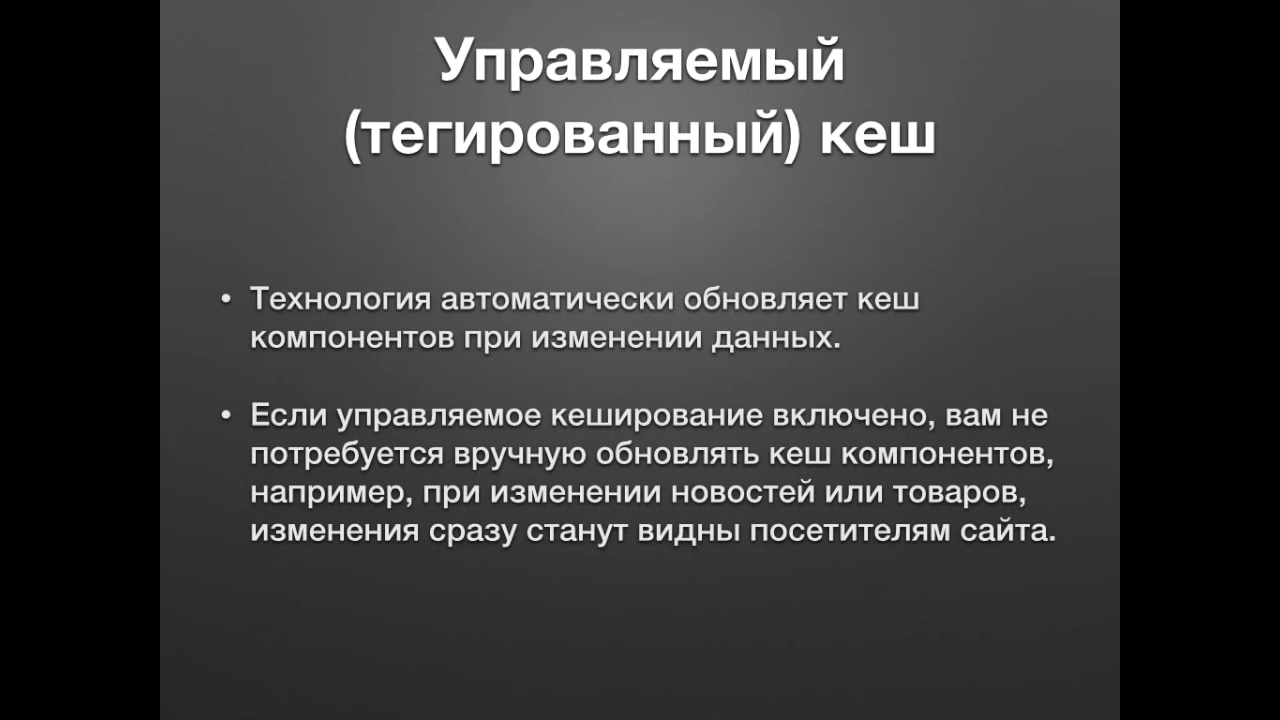 Управляемый
(тегированный) кеш
• Технология автоматически обновляет кеш
компонентов при изменении данных.
• Если управляемое кеширование включено, вам не
потребуется вручную обновлять кеш компонентов,
например, при изменении новостей или товаров,
изменения сразу станут видны посетителям сайта.